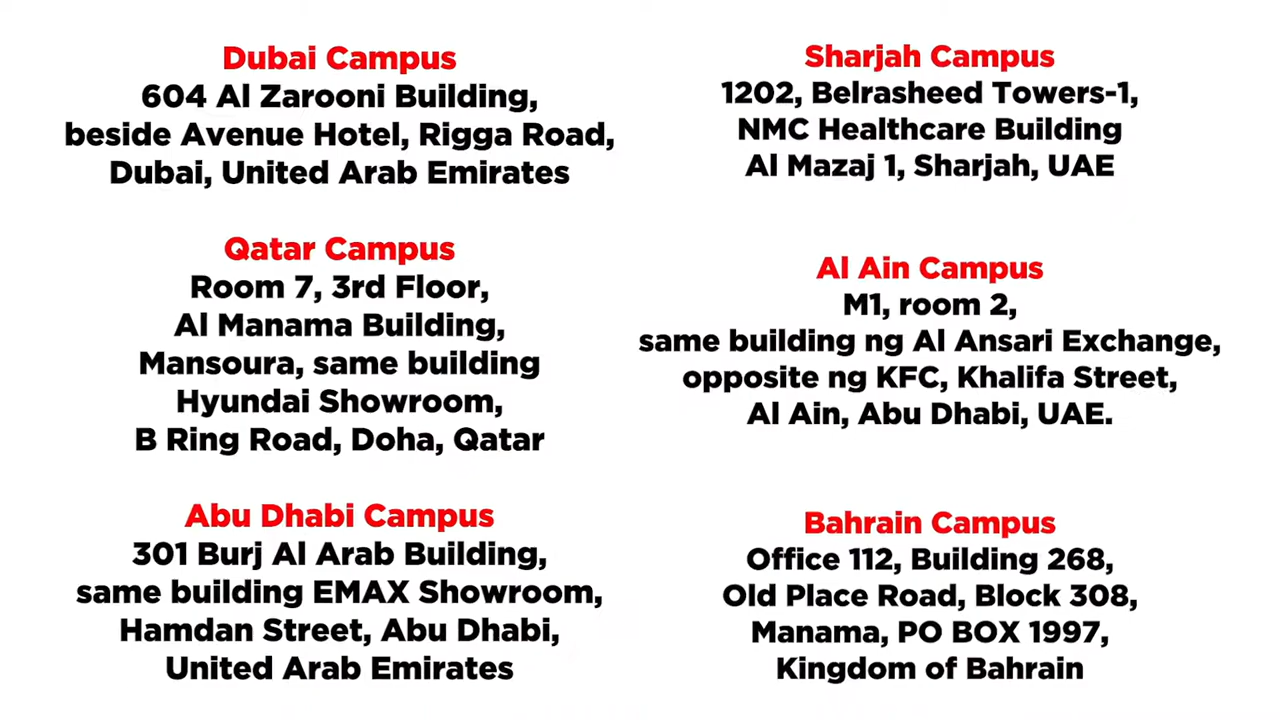 Dubai Campus
604 Al Zarooni Building,
beside Avenue Hotel, Rigga Road,
Dubai, United Arab Emirates
Qatar Campus
Room 7, 3rd Floor,
Al Manama Building,
Mansoura, same building
Hyundai Showroom,
B Ring Road, Doha, Qatar
Abu Dhabi Campus
301 Burj Al Arab Building,
same building EMAX Showroom,
Hamdan Street, Abu Dhabi,
United Arab Emirates
Sharjah Campus
1202, Belrasheed Towers-1,
NMC Healthcare Building
Al Mazaj 1, Sharjah, UAE
Al Ain Campus
M1, room 2,
same building ng Al Ansari Exchange,
opposite ng KFC, Khalifa Street,
Al Ain, Abu Dhabi, UAE.
Bahrain Campus
Office 112, Building 268,
Old Place Road, Block 308,
Manama, PO BOX 1997,
Kingdom of Bahrain